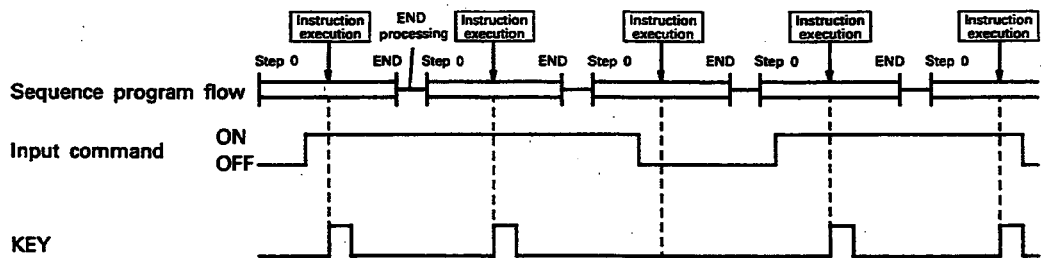 Instruction execution
END processing
Instruction execution
Instruction execution
Instruction execution
Instruction execution
Step 0 END Step 0 END Step 0 END Step 0 END Step 0
Sequence program flow
Input command
ON
OFF
KEY